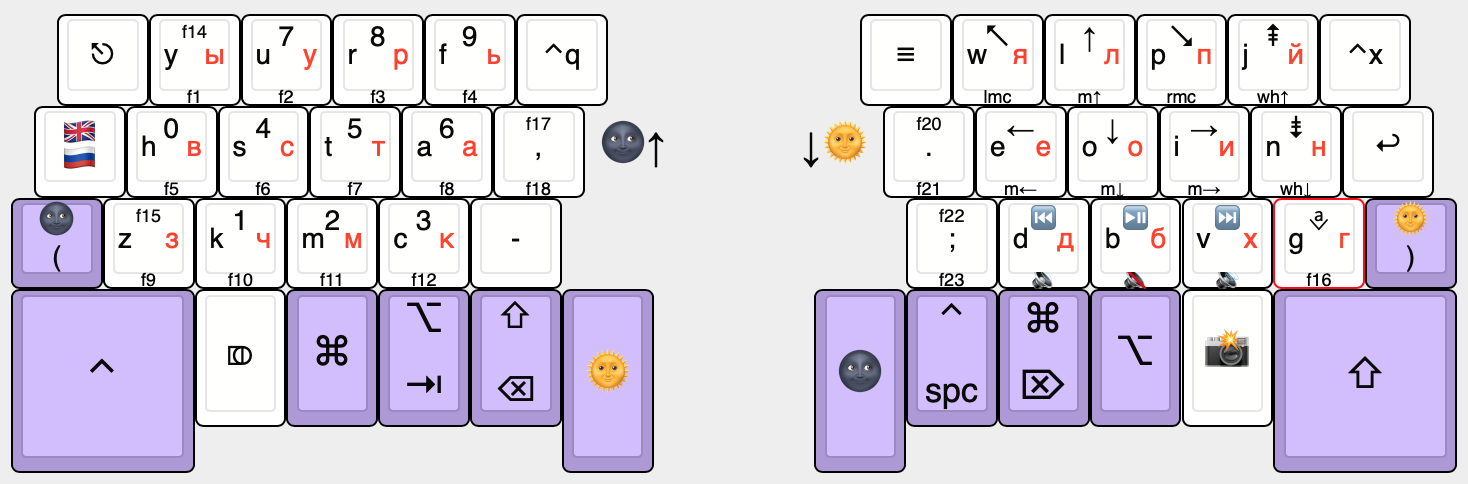 f14 7 8 9 ↖ ↑ ↘ ⇞
⎋ y ы u у r р f ь ^q ≡ w я l л p п j й ^x
f1 f2 f3 f4 lmc m↑ rmc wh↑
0 4 5 6 f17 ↑ ↓ f20 ← ↓ → ⇟
h в s с t т a а , . e е o о i и n н ↩
f5 f6 f7 f8 f18 f21 m← m↓ m→ wh↓
f15 1 2 3 f22 ⏮ ⏯ ⏭ a
( z з k ч m м c к - ; d д b б v х g г )
f9 f10 f11 f12 f23 f16
^ ⌘ ⌥ ⇧ ^ ⌘ ⌥ ⇧
⇥ ⌫ spc ⌦